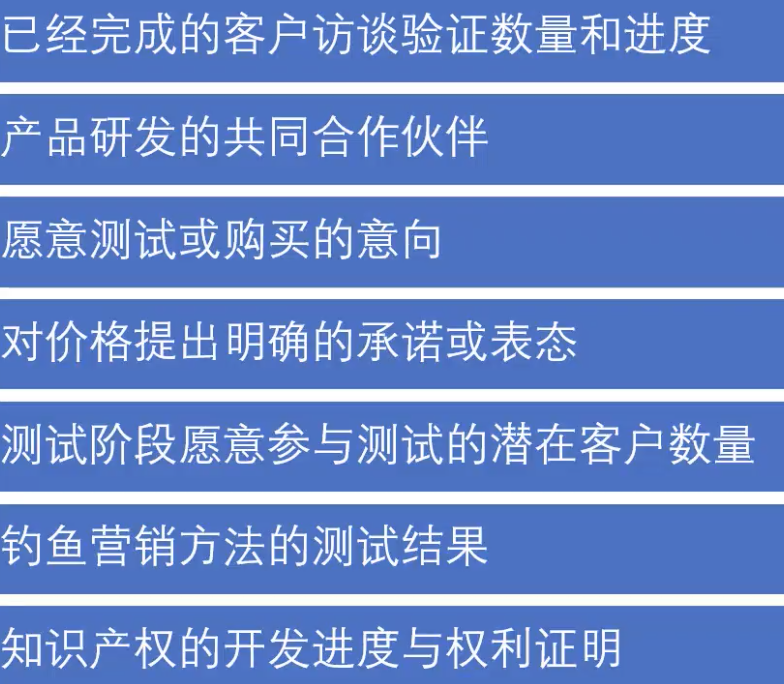 已经完成的客户访谈验证数量和进度
产品研发的共同合作伙伴
愿意测试或购买的意向
对价格提出明确的承诺或表态
测试阶段愿意参与测试的潜在客户数量
钓鱼营销方法的测试结果
知识产权的开发进度与权利证明